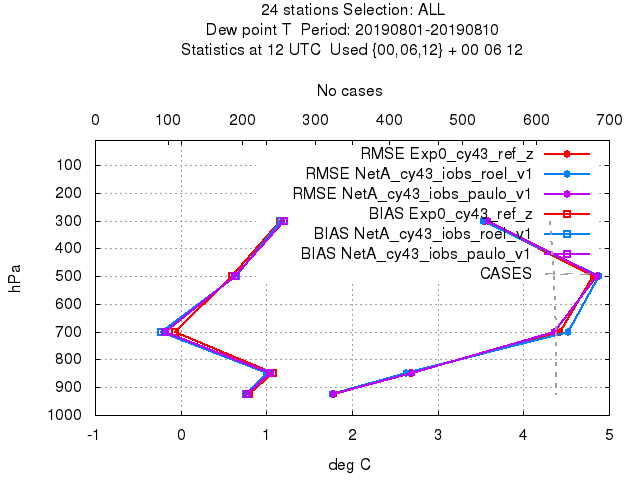 24 stations Selection: ALL
Dew point T  Period: 20190801-20190810
Statistics at 12 UTC  Used {00,06,12} + 00 06 12
No cases
0 100 200 300 400 500 600 700
RMSE Exp0_cy43_ref_z
RMSE NetA_cy43_iobs_roel_v1
RMSE NetA_cy43_iobs_paulo_v1
BIAS Exp0_cy43_ref_z
BIAS NetA_cy43_iobs_roel_v1
BIAS NetA_cy43_iobs_paulo_v1
CASES
100
200
300
400
500
600
700
800
900
1000
hPa
-1 0 1 2 3 4 5
deg C